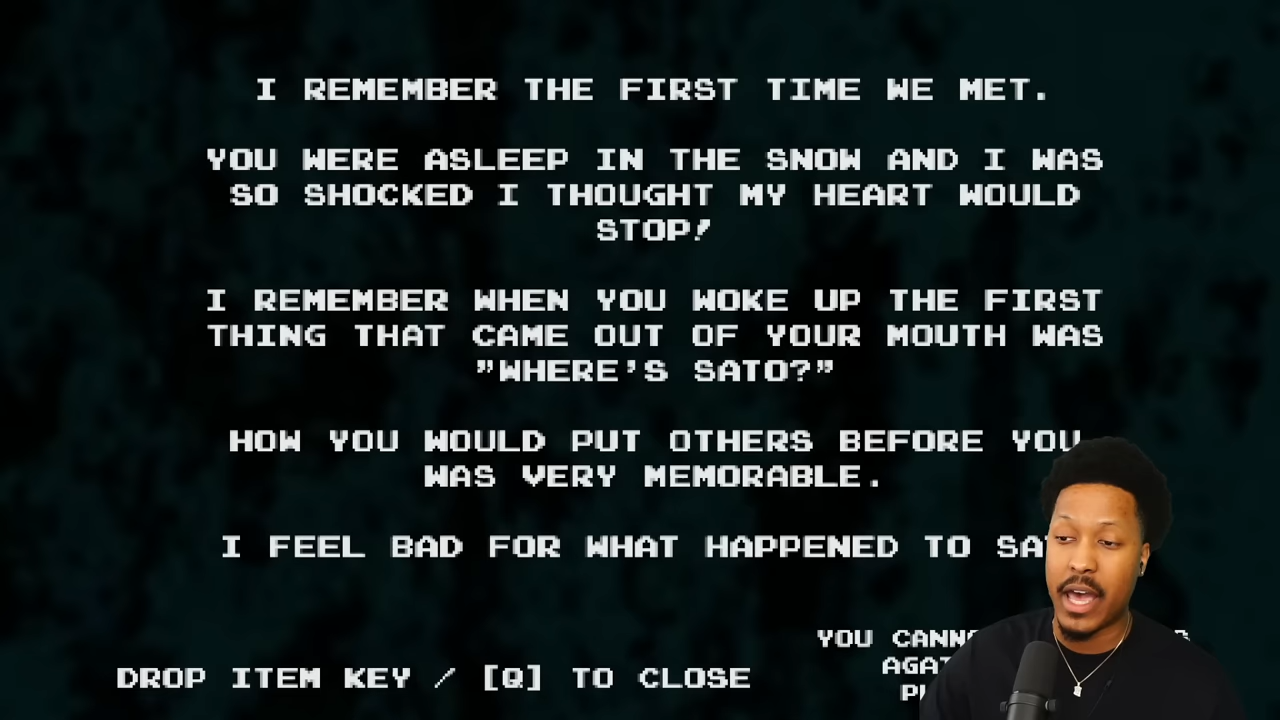 I REMEMBER THE FIRST TIME WE MET.
YOU WERE ASLEEP IN THE SNOW AND I WAS
SO SHOCKED I THOUGHT MY HEART WOULD
STOP!
I REMEMBER WHEN YOU WOKE UP THE FIRST
THING THAT CAME OUT OF YOUR MOUTH WAS
"WHERE'S SATO?"
HOW YOU WOULD PUT OTHERS BEFORE YOU
WAS VERY MEMORABLE.
I FEEL BAD FOR WHAT HAPPENED TO
YOU
DROP ITEM KEY / [Q] TO CLOSE